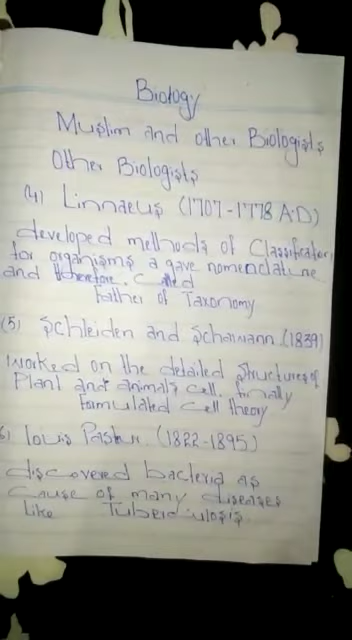 Biology
Muslim and other Biologists
Other Biologists
(4) Linnaeus (1707-1778 A.D)
developed methods of Classification
for organisms a gave nomenclature
and therefore. Called
father of Taxonomy
(5) Schleiden and Schawann (1839)
Worked on the detailed structures of
Plant and animals cell. finally
formulated cell theory
6) louis Pastur. (1822-1895)
discovered bacteria as
cause of many diseases
like Tuberculosis